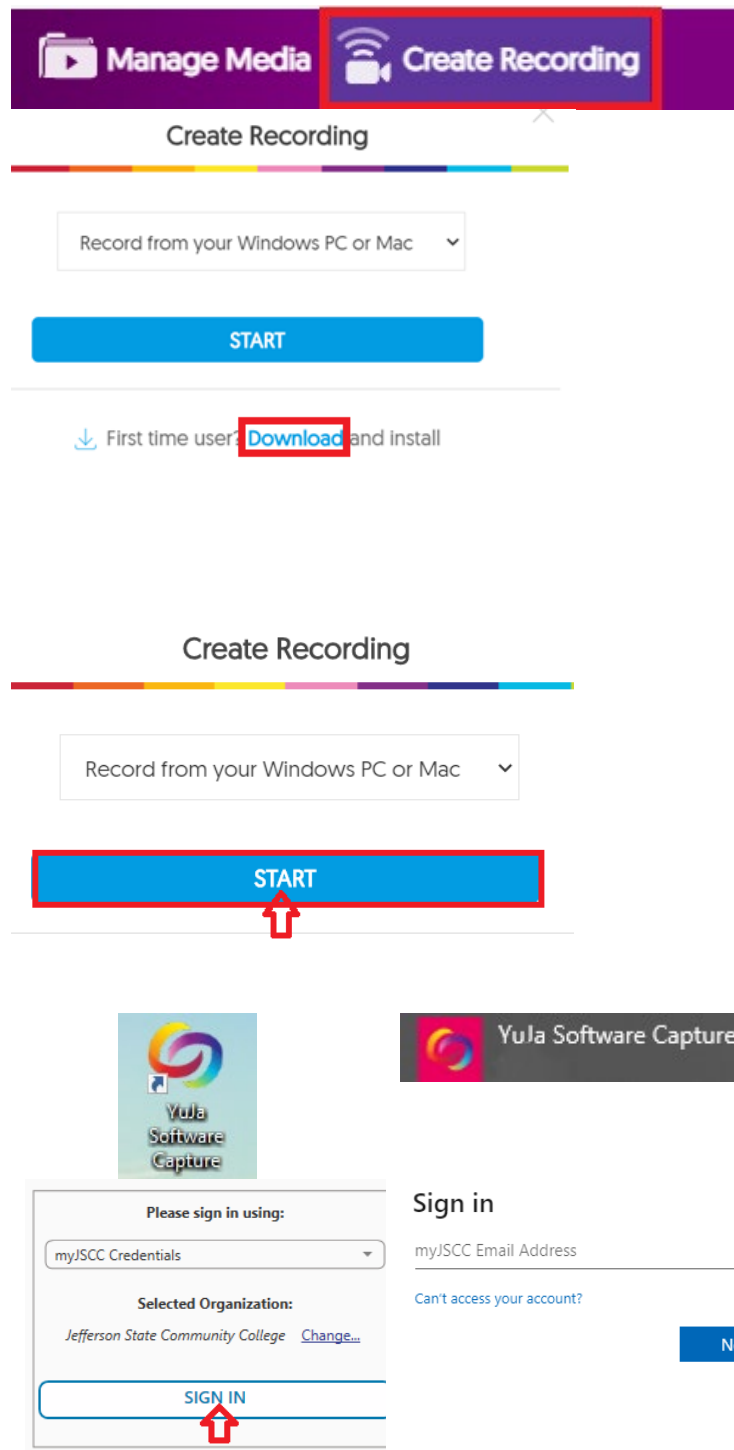 Manage Media
Create Recording
Create Recording
Record from your Windows PC or Mac
START
First time user? Download and install
Create Recording
Record from your Windows PC or Mac
START
YuJa
Software
Capture
YuJa Software Capture
Please sign in using:
myJSCC Credentials
Selected Organization:
Jefferson State Community College Change...
SIGN IN
Sign in
myJSCC Email Address
Can't access your account?